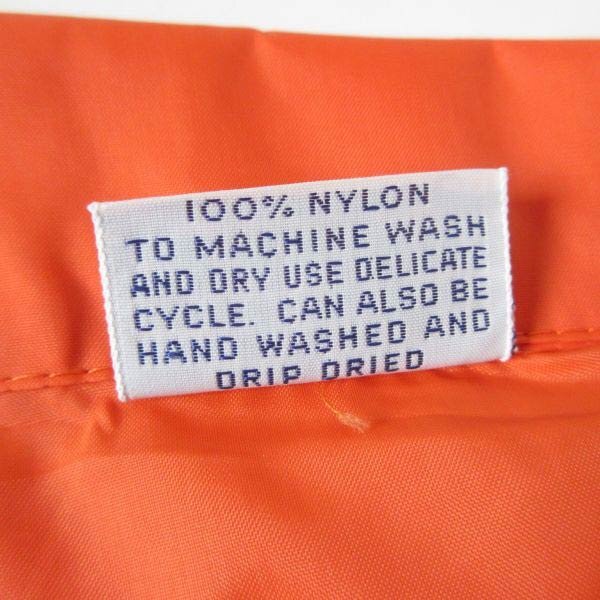 100% NYLON
TO MACHINE WASH
AND DRY USE DELICATE
CYCLE. CAN ALSO BE
HAND WASHED AND
DRIP DRIED